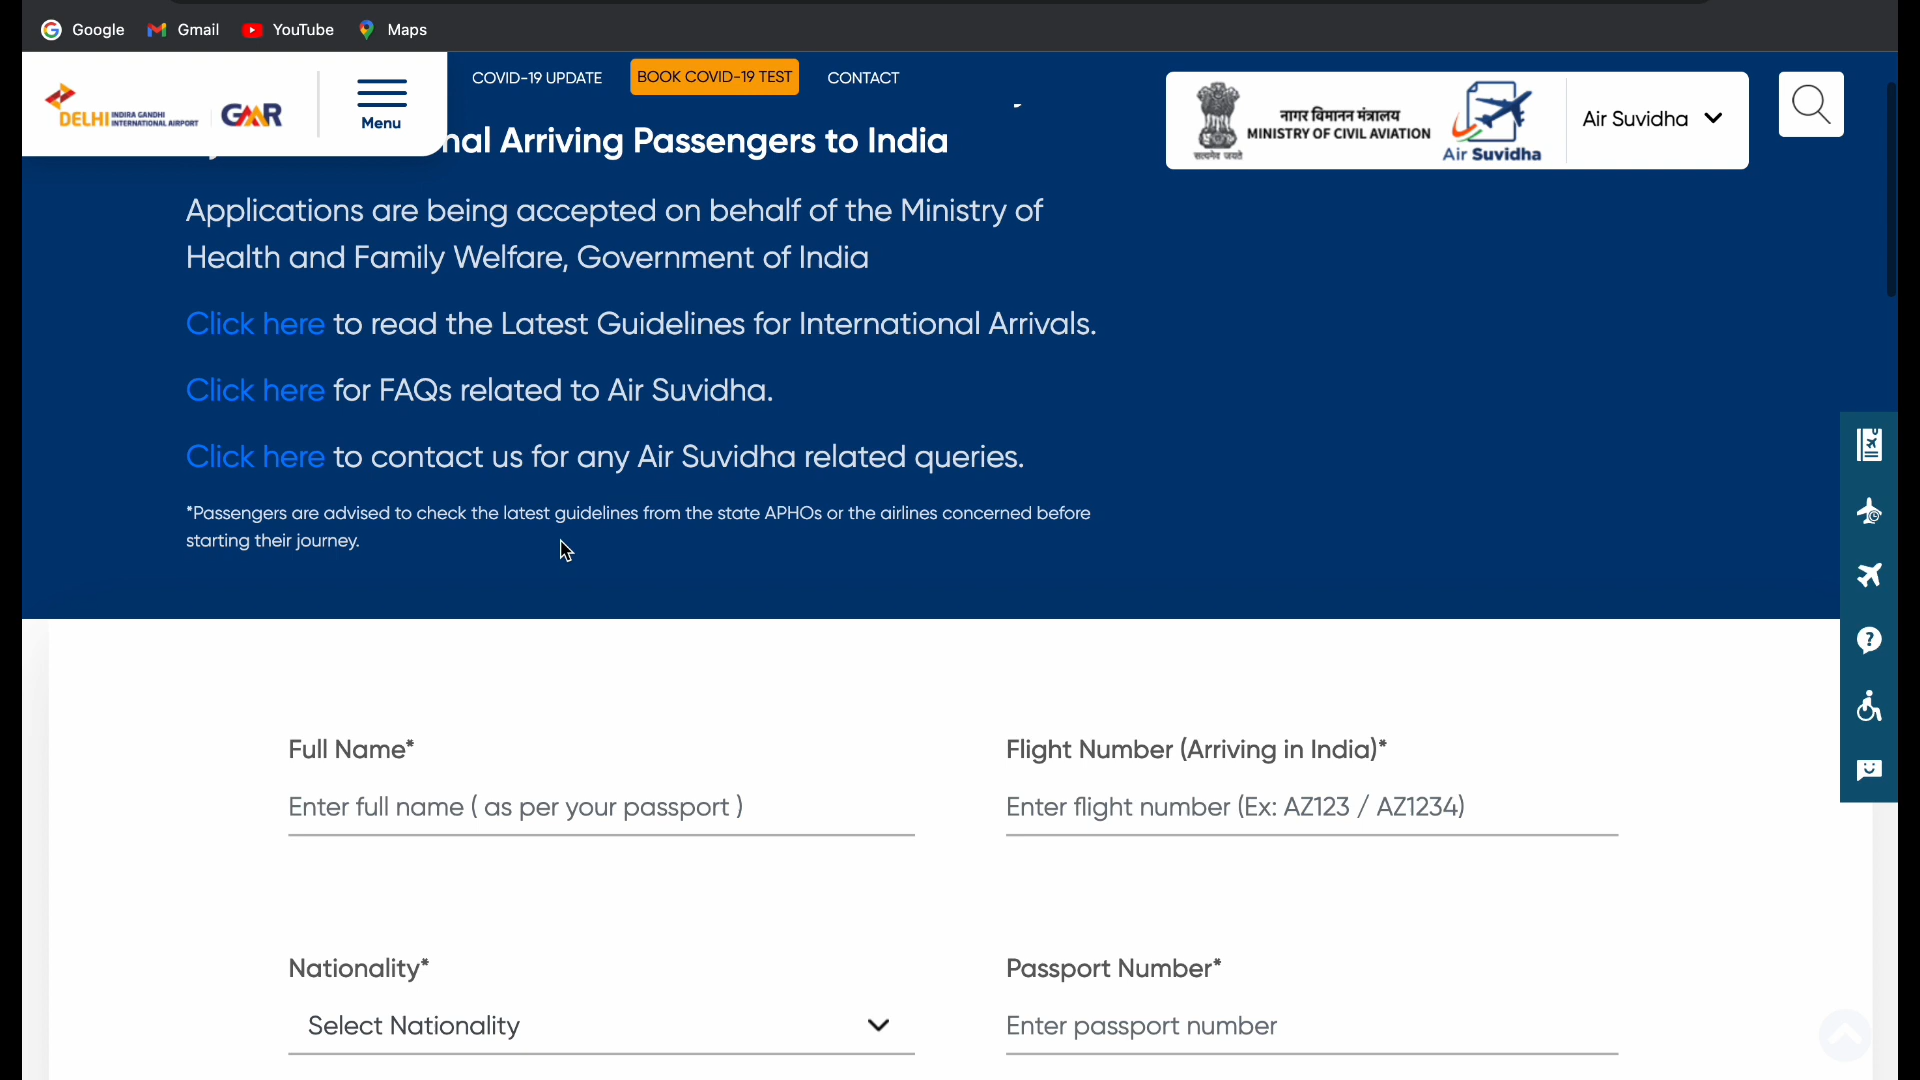 Google Gmail YouTube Maps
DELHI INDIRA GANDHI INTERNATIONAL AIRPORT GMR
Menu
COVID-19 UPDATE BOOK COVID-19 TEST CONTACT
नागर विमानन मंत्रालय
MINISTRY OF CIVIL AVIATION
सत्यमेव जयते
Air Suvidha
Air Suvidha
Arriving Passengers to India
Applications are being accepted on behalf of the Ministry of
Health and Family Welfare, Government of India
Click here to read the Latest Guidelines for International Arrivals.
Click here for FAQs related to Air Suvidha.
Click here to contact us for any Air Suvidha related queries.
*Passengers are advised to check the latest guidelines from the state APHOs or the airlines concerned before
starting their journey.
Full Name*
Enter full name ( as per your passport )
Flight Number (Arriving in India)*
Enter flight number (Ex: AZ123 / AZ1234)
Nationality*
Select Nationality
Passport Number*
Enter passport number